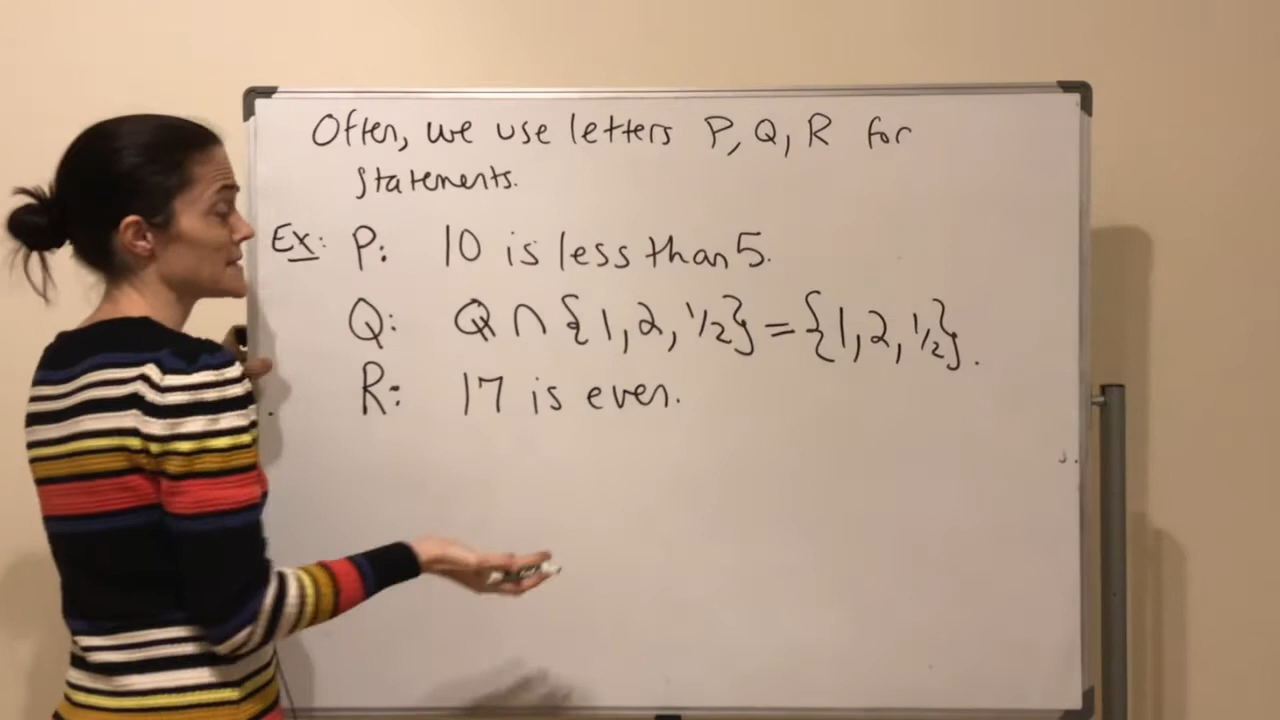 Often, we use letters P, Q, R for
statements.
Ex: P: 10 is less than 5.
Q: ℚ ∩ {1, 2, 1/2} = {1, 2, 1/2}.
R: 17 is even.